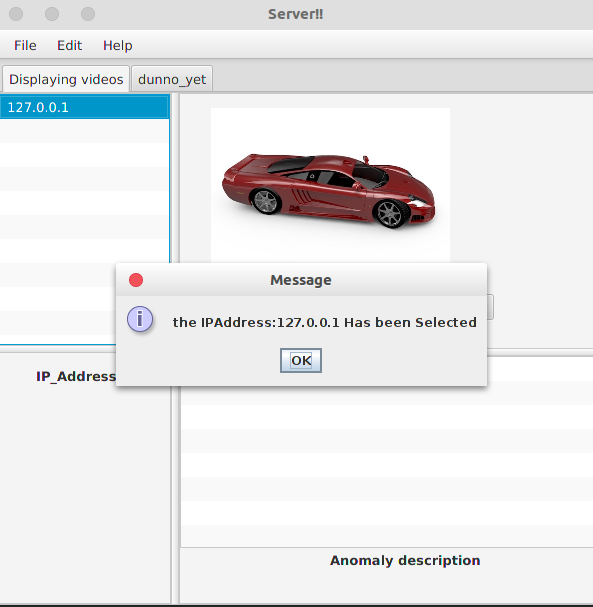 Server!!
File Edit Help
Displaying videos dunno_yet
127.0.0.1
Message
the IPAddress:127.0.0.1 Has been Selected
OK
IP_Address
Anomaly description